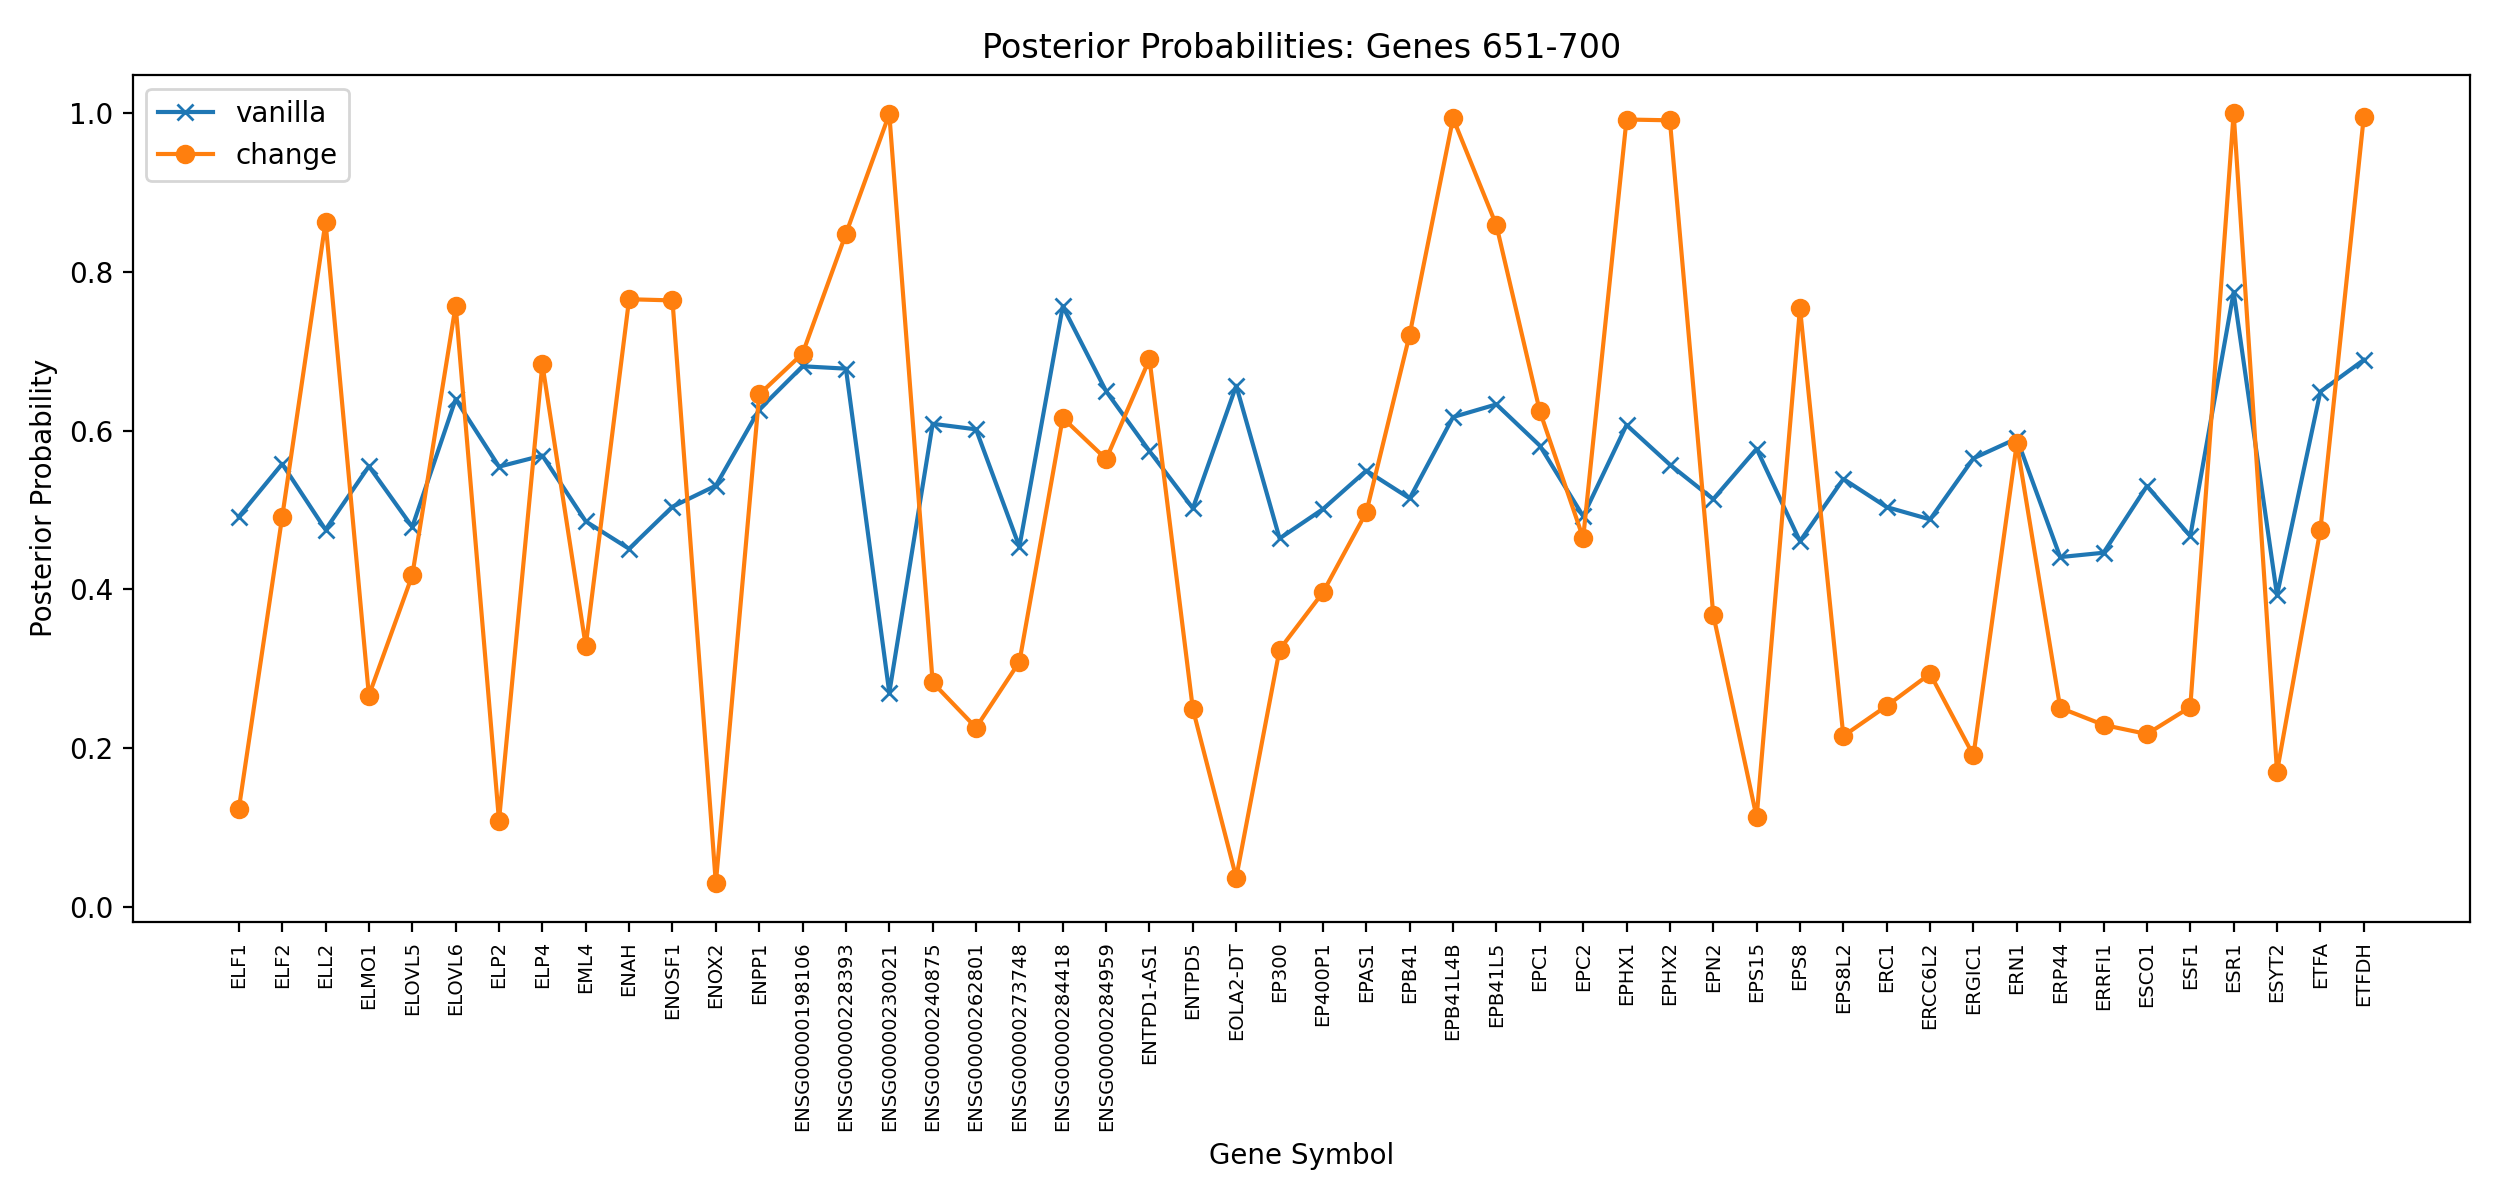 Posterior Probabilities: Genes 651-700
vanilla
change
Posterior Probability
1.0
0.8
0.6
0.4
0.2
0.0
ELF1
ELF2
ELL2
ELMO1
ELOVL5
ELOVL6
ELP2
ELP4
EML4
ENAH
ENOSF1
ENOX2
ENPP1
ENSG00000198106
ENSG00000228393
ENSG00000230021
ENSG00000240875
ENSG00000262801
ENSG00000273748
ENSG00000284418
ENSG00000284959
ENTPD1-AS1
ENTPD5
EOLA2-DT
EP300
EP400P1
EPAS1
EPB41
EPB41L4B
EPB41L5
EPC1
EPC2
EPHX1
EPHX2
EPN2
EPS15
EPS8
EPS8L2
ERC1
ERCC6L2
ERGIC1
ERN1
ERP44
ERRFI1
ESCO1
ESF1
ESR1
ESYT2
ETFA
ETFDH
Gene Symbol